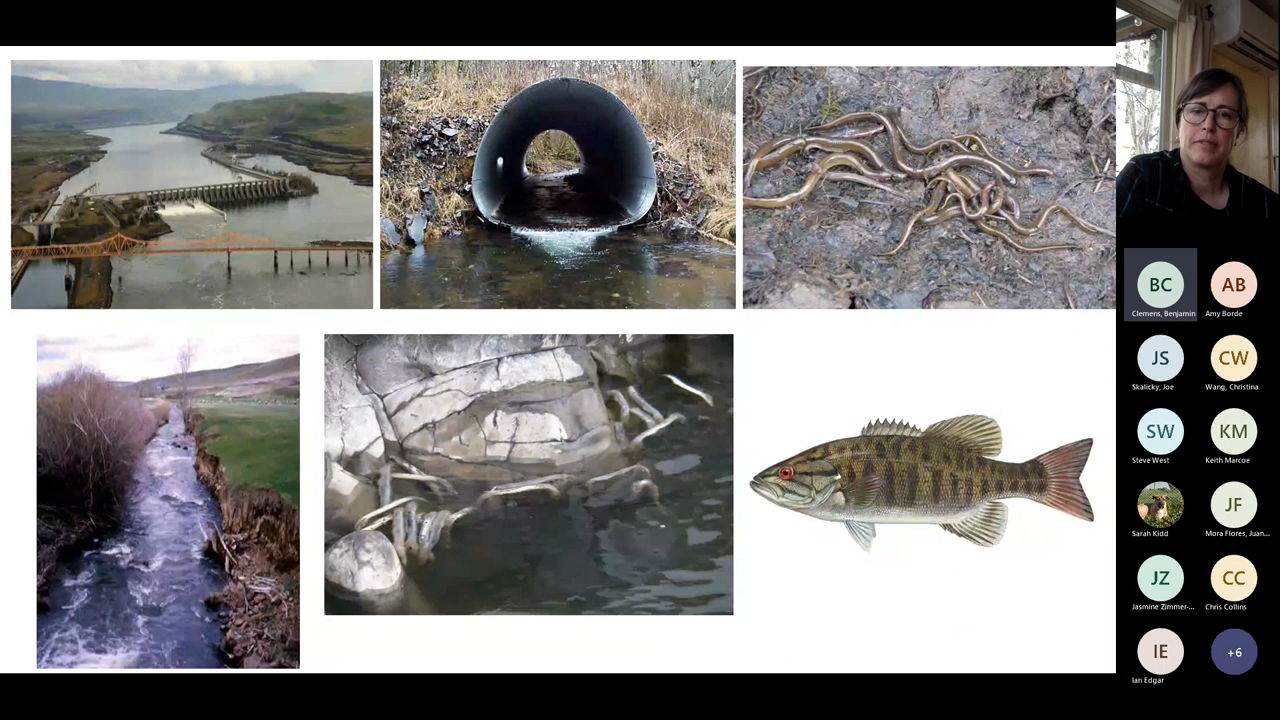 BC
Clemens, Benjamin
AB
Amy Borde
JS
Skalicky, Joe
CW
Wang, Christina
SW
Steve West
KM
Keith Marcoe
Sarah Kidd
JF
Mora Flores, Juan...
JZ
Jasmine Zimmer-...
CC
Chris Collins
IE
Ian Edgar
+6